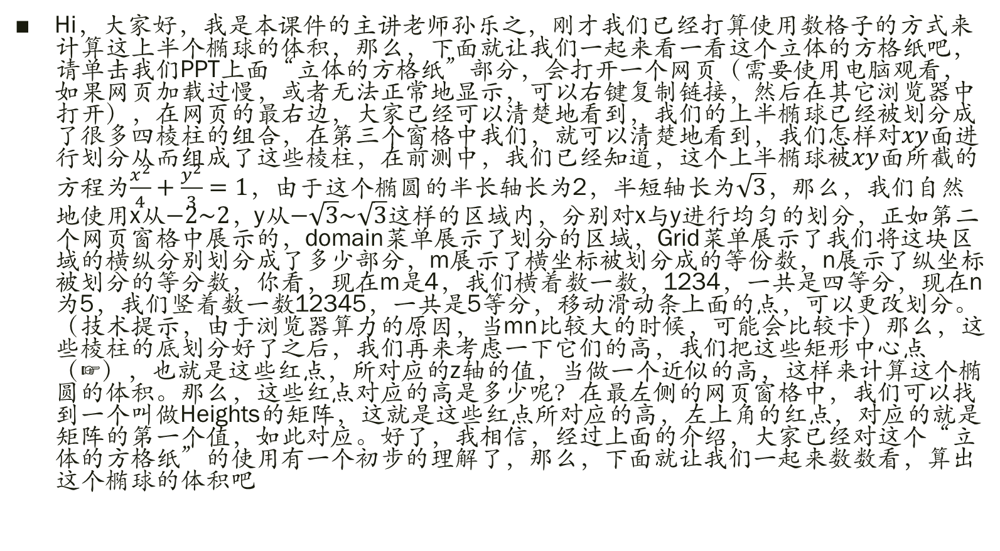 ■ Hi，大家好，我是本课件的主讲老师孙乐之，刚才我们已经打算使用数格子的方式来
计算这上半个椭球的体积，那么，下面就让我们一起来看一看这个立体的方格纸吧，
请单击我们PPT上面“立体的方格纸”部分，会打开一个网页（需要使用电脑观看，
如果网页加载过慢，或者无法正常地显示，可以右键复制链接，然后在其它浏览器中
打开），在网页的最右边，大家已经可以清楚地看到，我们的上半椭球已经被划分成
了很多四棱柱的组合，在第三个窗格中我们，就可以清楚地看到，我们怎样对xy面进
行划分从而组成了这些棱柱，在前测中，我们已经知道，这个上半椭球被xy面所截的
方程为x²/4 + y²/3 = 1，由于这个椭圆的半长轴长为2，半短轴长为√3，那么，我们自然
地使用x从−2~2，y从−√3~√3这样的区域内，分别对x与y进行均匀的划分，正如第二
个网页窗格中展示的，domain菜单展示了划分的区域，Grid菜单展示了我们将这块区
域的横纵分别划分成了多少部分，m展示了横坐标被划分成的等份数，n展示了纵坐标
被划分的等分数，你看，现在m是4，我们横着数一数，1234，一共是四等分，现在n
为5，我们竖着数一数12345，一共是5等分，移动滑动条上面的点，可以更改划分。
（技术提示，由于浏览器算力的原因，当mn比较大的时候，可能会比较卡）那么，这
些棱柱的底划分好了之后，我们再来考虑一下它们的高，我们把这些矩形中心点
（☞），也就是这些红点，所对应的z轴的值，当做一个近似的高，这样来计算这个椭
圆的体积。那么，这些红点对应的高是多少呢？在最左侧的网页窗格中，我们可以找
到一个叫做Heights的矩阵，这就是这些红点所对应的高，左上角的红点，对应的就是
矩阵的第一个值，如此对应。好了，我相信，经过上面的介绍，大家已经对这个“立
体的方格纸”的使用有一个初步的理解了，那么，下面就让我们一起来数数看，算出
这个椭球的体积吧